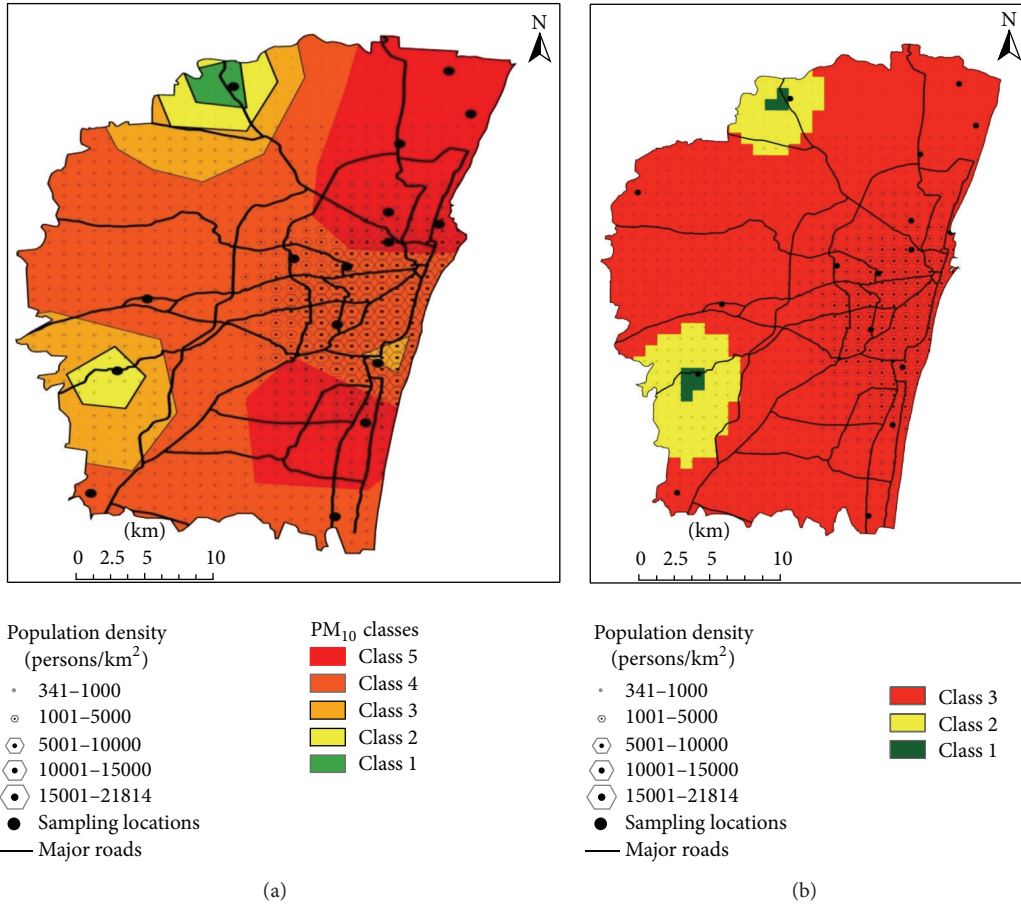 N
(km)
0 2.5 5 10
Population density
(persons/km²)
341–1000
1001–5000
5001–10000
10001–15000
15001–21814
Sampling locations
Major roads
PM₁₀ classes
Class 5
Class 4
Class 3
Class 2
Class 1
(a)
N
(km)
0 2.5 5 10
Population density
(persons/km²)
341–1000
1001–5000
5001–10000
10001–15000
15001–21814
Sampling locations
Major roads
Class 3
Class 2
Class 1
(b)